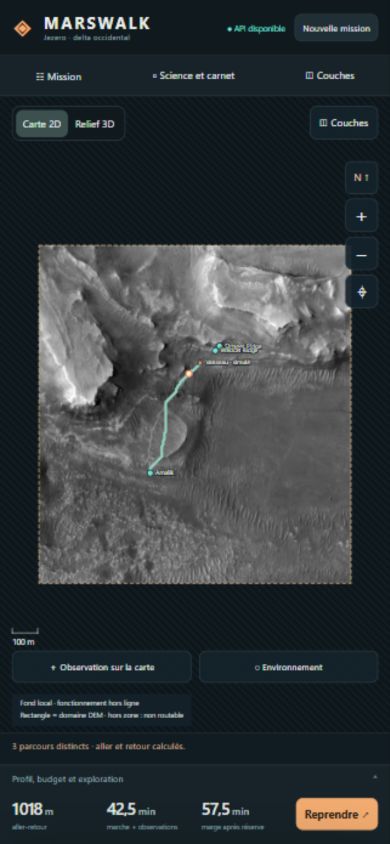 MARSWALK
Jezero · delta occidental
API disponible
Nouvelle mission
Mission
Science et carnet
Couches
Carte 2D
Relief 3D
Couches
N ↑
+
−
Amalik
100 m
+ Observation sur la carte
Environnement
Fond local · fonctionnement hors ligne
Rectangle = domaine DEM · hors zone : non routable
3 parcours distincts · aller et retour calculés.
Profil, budget et exploration
1018 m
42,5 min
57,5 min
aller-retour
marche + observations
marge après réserve
Reprendre ↗